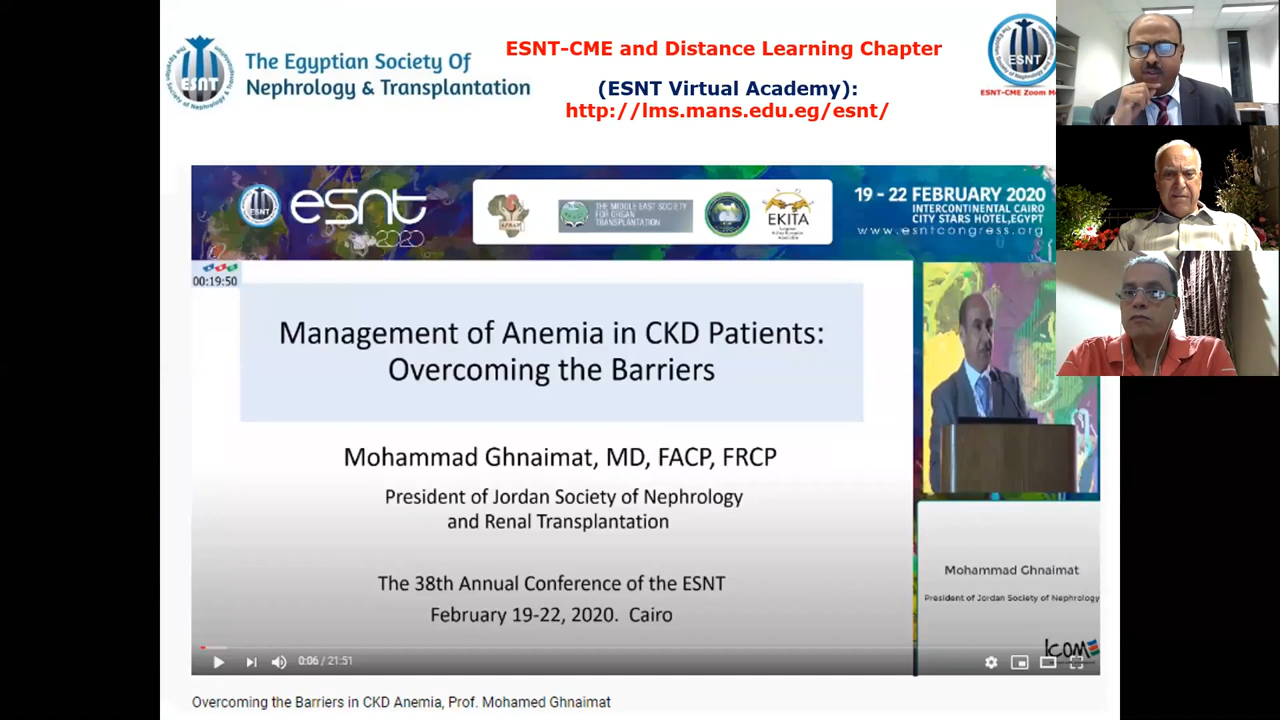 ESNT
The Egyptian Society Of
Nephrology & Transplantation
ESNT-CME and Distance Learning Chapter
(ESNT Virtual Academy):
http://lms.mans.edu.eg/esnt/
ESNT
ESNT-CME Zoom
ESNT
esnt
2020
THE MIDDLE EAST SOCIETY
FOR ORGAN
TRANSPLANTATION
EKITA
19 - 22 FEBRUARY 2020
INTERCONTINENTAL CAIRO
CITY STARS HOTEL,EGYPT
www.esntcongress.org
00:19:50
Management of Anemia in CKD Patients:
Overcoming the Barriers
Mohammad Ghnaimat, MD, FACP, FRCP
President of Jordan Society of Nephrology
and Renal Transplantation
The 38th Annual Conference of the ESNT
February 19-22, 2020. Cairo
Mohammad Ghnaimat
President of Jordan Society of Nephrology
Icome
0:06 / 21:51
Overcoming the Barriers in CKD Anemia, Prof. Mohamed Ghnaimat